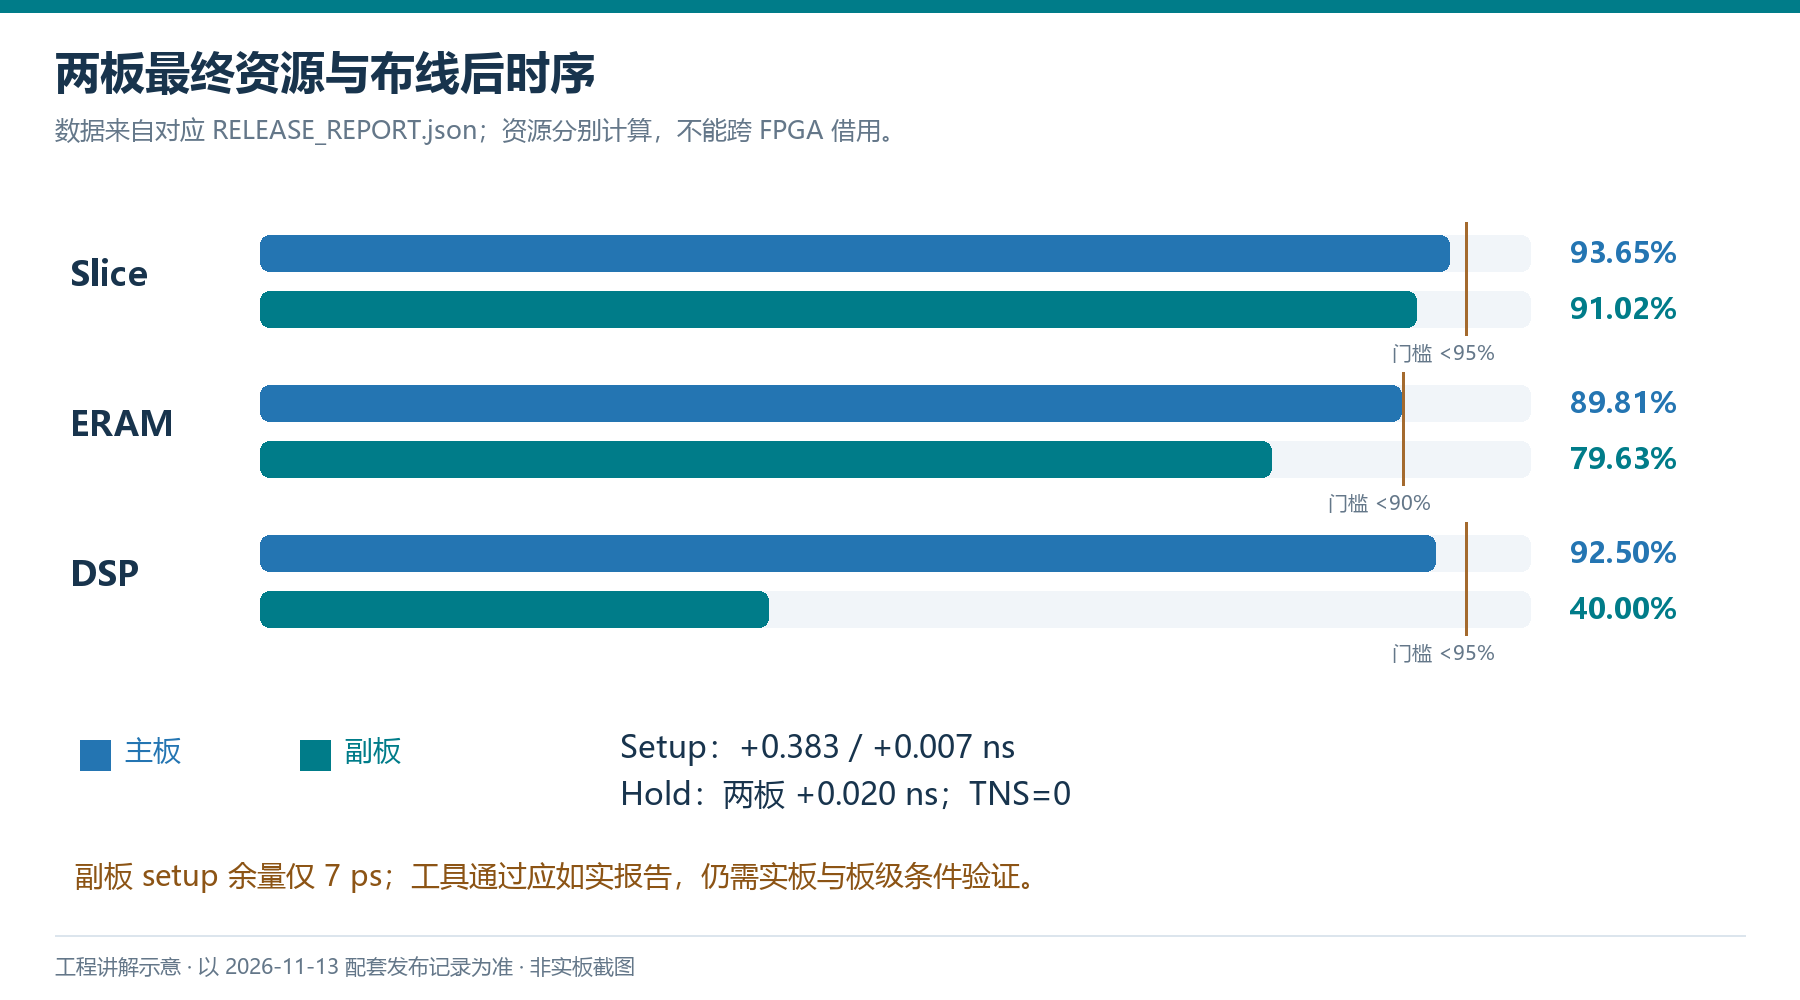 两板最终资源与布线后时序
数据来自对应 RELEASE_REPORT.json；资源分别计算，不能跨 FPGA 借用。
Slice
93.65%
91.02%
门槛 <95%
ERAM
89.81%
79.63%
门槛 <90%
DSP
92.50%
40.00%
门槛 <95%
主板
副板
Setup：+0.383 / +0.007 ns
Hold：两板 +0.020 ns；TNS=0
副板 setup 余量仅 7 ps；工具通过应如实报告，仍需实板与板级条件验证。
工程讲解示意 · 以 2026-11-13 配套发布记录为准 · 非实板截图